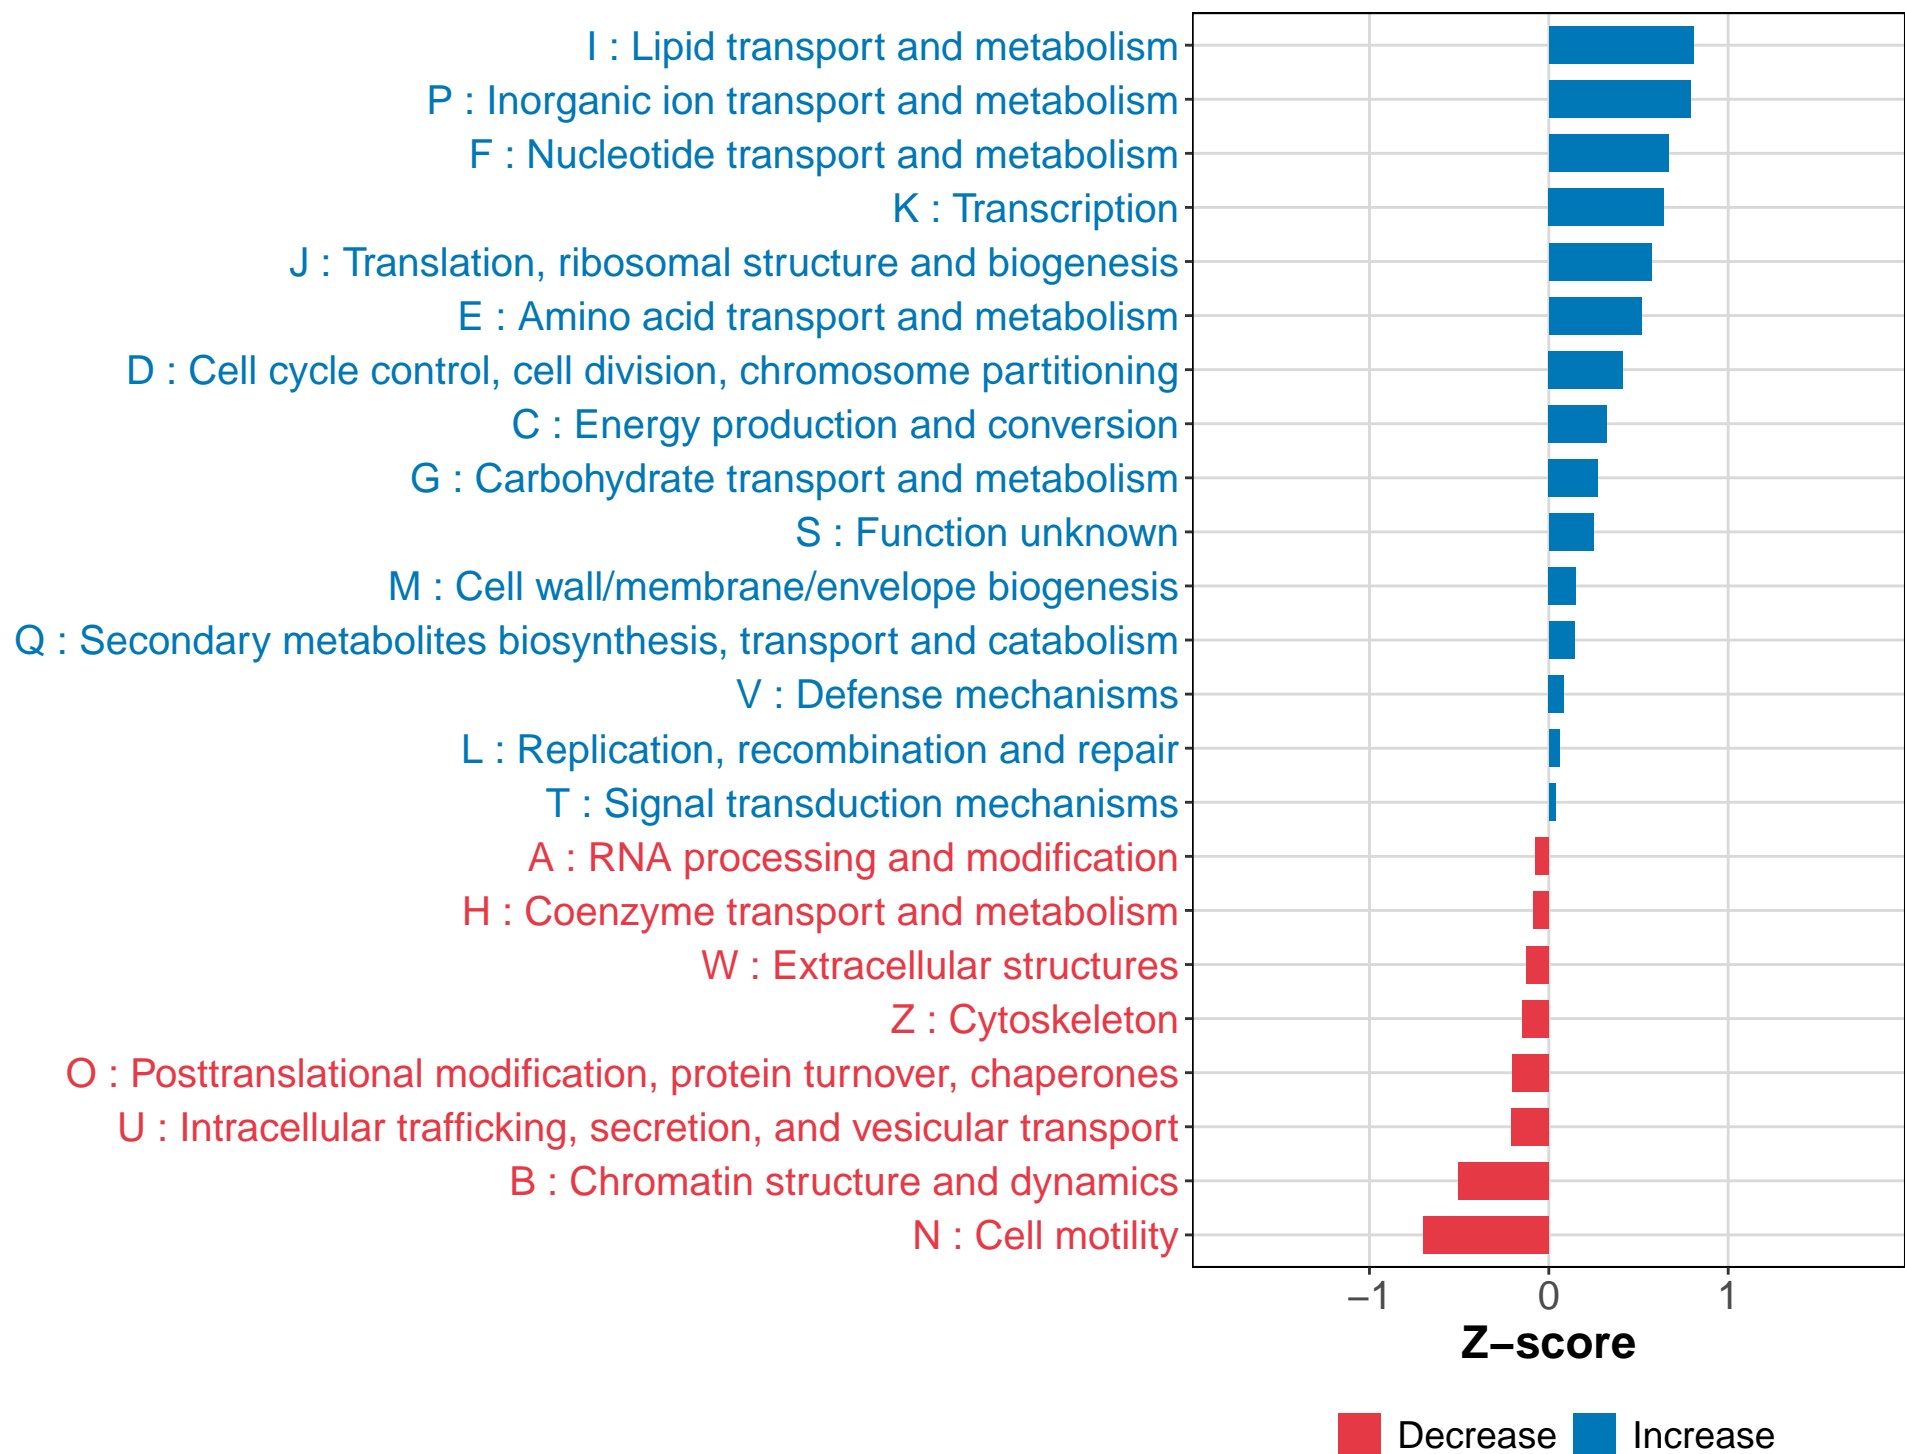 I : Lipid transport and metabolism
P : Inorganic ion transport and metabolism
F : Nucleotide transport and metabolism
K : Transcription
J : Translation, ribosomal structure and biogenesis
E : Amino acid transport and metabolism
D : Cell cycle control, cell division, chromosome partitioning
C : Energy production and conversion
G : Carbohydrate transport and metabolism
S : Function unknown
M : Cell wall/membrane/envelope biogenesis
Q : Secondary metabolites biosynthesis, transport and catabolism
V : Defense mechanisms
L : Replication, recombination and repair
T : Signal transduction mechanisms
A : RNA processing and modification
H : Coenzyme transport and metabolism
W : Extracellular structures
Z : Cytoskeleton
O : Posttranslational modification, protein turnover, chaperones
U : Intracellular trafficking, secretion, and vesicular transport
B : Chromatin structure and dynamics
N : Cell motility
−1 0 1
Z−score
Decrease Increase